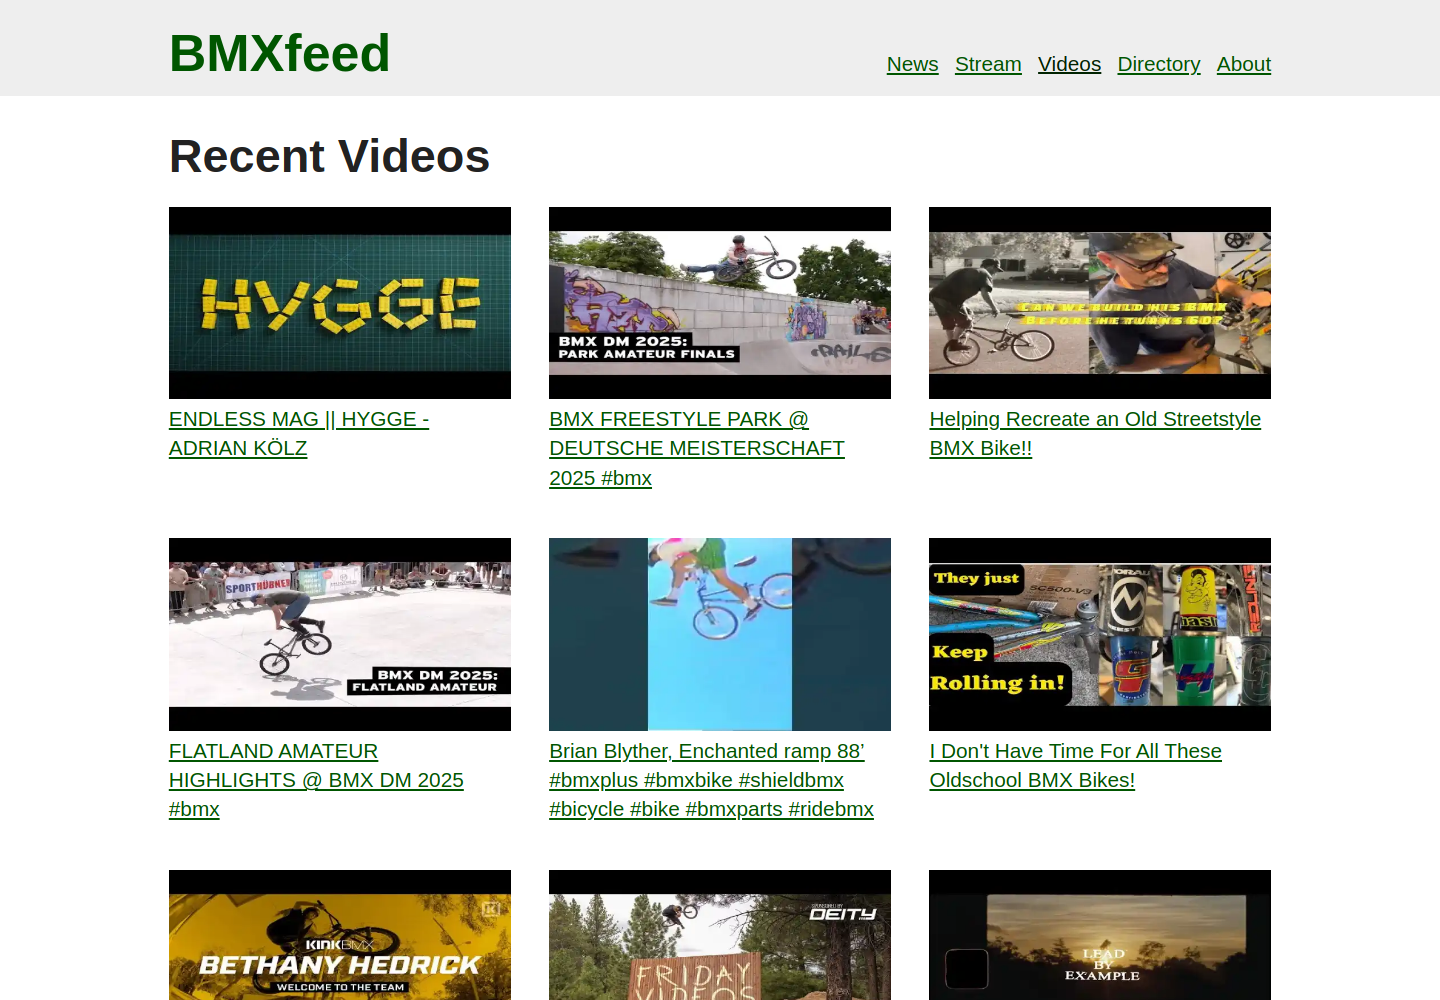 BMXfeed
News Stream Videos Directory About
Recent Videos
HYGGE
BMX DM 2025:
PARK AMATEUR FINALS
CAN WE BUILD HIS BMX
BEFORE HE TURNS 60?
ENDLESS MAG || HYGGE -
ADRIAN KÖLZ
BMX FREESTYLE PARK @
DEUTSCHE MEISTERSCHAFT
2025 #bmx
Helping Recreate an Old Streetstyle
BMX Bike!!
SPORTHÜBNER
BMX DM 2025:
FLATLAND AMATEUR
They just
Keep
Rolling in!
SC500-V3
FLATLAND AMATEUR
HIGHLIGHTS @ BMX DM 2025
#bmx
Brian Blyther, Enchanted ramp 88’
#bmxplus #bmxbike #shieldbmx
#bicycle #bike #bmxparts #ridebmx
I Don't Have Time For All These
Oldschool BMX Bikes!
KINKBMX
BETHANY HEDRICK
WELCOME TO THE TEAM
DEITY
FRIDAY
VIDEOS
LEAD
BY
EXAMPLE